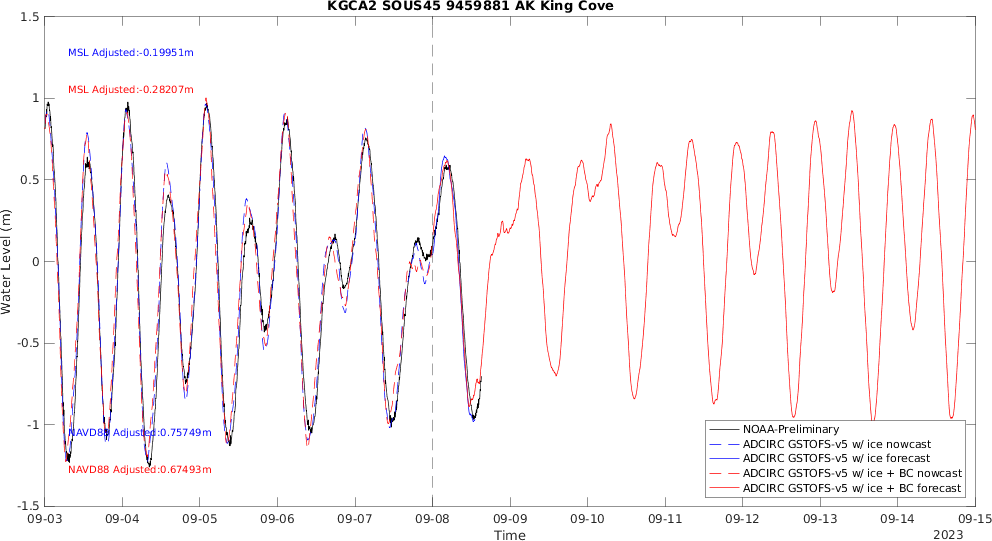 KGCA2 SOUS45 9459881 AK King Cove
MSL Adjusted:-0.19951m
MSL Adjusted:-0.28207m
NAVD88 Adjusted:0.75749m
NAVD88 Adjusted:0.67493m
Water Level (m)
1.5
1
0.5
0
-0.5
-1
-1.5
NOAA-Preliminary
ADCIRC GSTOFS-v5 w/ ice nowcast
ADCIRC GSTOFS-v5 w/ ice forecast
ADCIRC GSTOFS-v5 w/ ice + BC nowcast
ADCIRC GSTOFS-v5 w/ ice + BC forecast
09-03 09-04 09-05 09-06 09-07 09-08 09-09 09-10 09-11 09-12 09-13 09-14 09-15
Time
2023